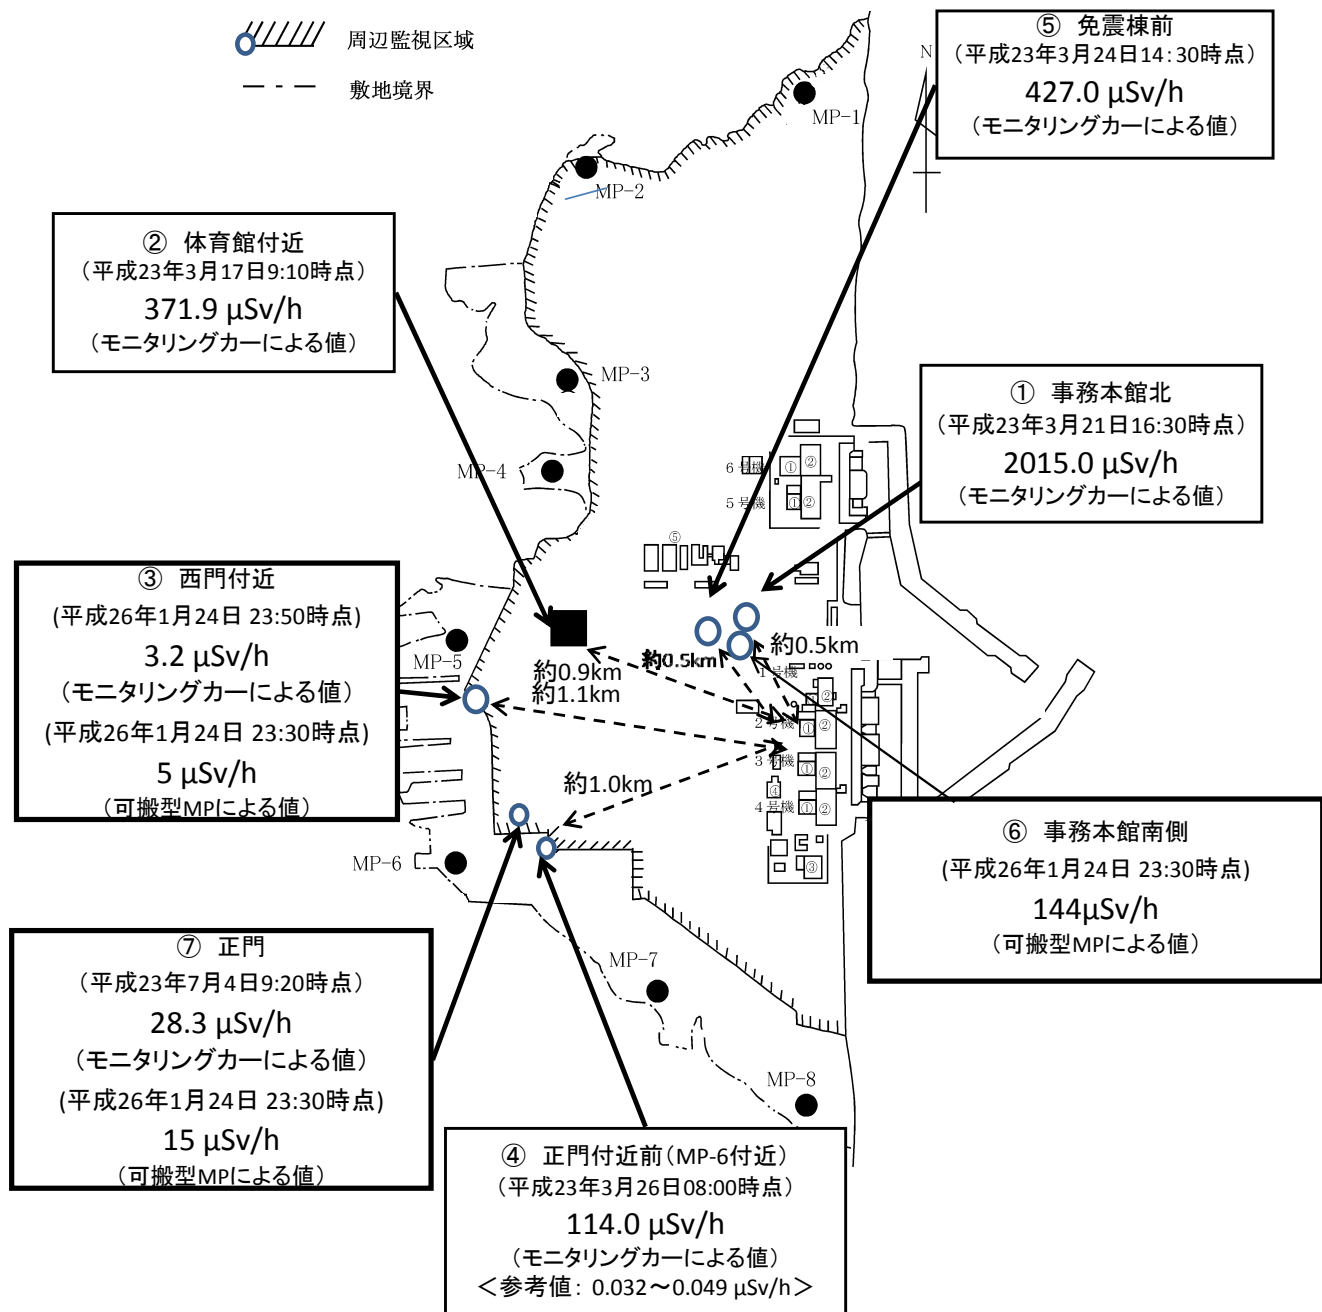 周辺監視区域
敷地境界
⑤ 免震棟前
（平成23年3月24日14:30時点）
427.0 μSv/h
（モニタリングカーによる値）
N
MP-1
MP-2
② 体育館付近
（平成23年3月17日9:10時点）
371.9 μSv/h
（モニタリングカーによる値）
MP-3
① 事務本館北
（平成23年3月21日16:30時点）
2015.0 μSv/h
（モニタリングカーによる値）
MP-4
6号機
①
②
5号機
①
②
⑤
③ 西門付近
(平成26年1月24日 23:50時点)
3.2 μSv/h
（モニタリングカーによる値）
(平成26年1月24日 23:30時点)
5 μSv/h
（可搬型MPによる値）
MP-5
約0.9km
約1.1km
約0.5km
約0.5km
1号機
②
2号機
①
②
3号機
①
②
約1.0km
④
4号機
①
②
③
MP-6
⑥ 事務本館南側
(平成26年1月24日 23:30時点)
144μSv/h
（可搬型MPによる値）
⑦ 正門
（平成23年7月4日9:20時点）
28.3 μSv/h
（モニタリングカーによる値）
(平成26年1月24日 23:30時点)
15 μSv/h
（可搬型MPによる値）
MP-7
MP-8
④ 正門付近前（MP-6付近）
（平成23年3月26日08:00時点）
114.0 μSv/h
（モニタリングカーによる値）
＜参考値: 0.032～0.049 μSv/h＞